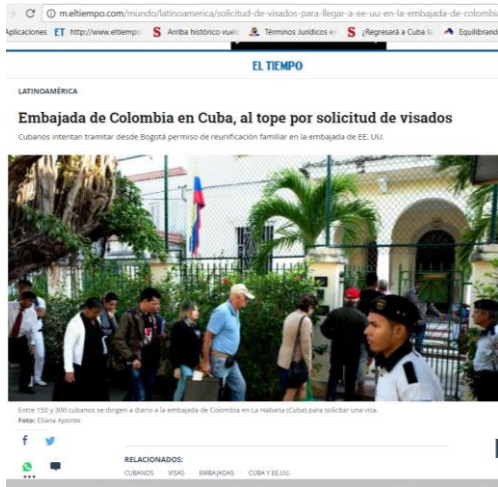 m.eltiempo.com/mundo/latinoamerica/solicitud-de-visados-para-llegar-a-ee-uu-en-la-embajada-de-colombia
Aplicaciones ET http://www.eltiempo S Arriba histórico vuelo Términos Jurídicos e S ¿Regresará a Cuba la Equilibrand
EL TIEMPO
LATINOAMÉRICA
Embajada de Colombia en Cuba, al tope por solicitud de visados
Cubanos intentan tramitar desde Bogotá permiso de reunificación familiar en la embajada de EE. UU.
Entre 150 y 300 cubanos se dirigen a diario a la embajada de Colombia en La Habana (Cuba) para solicitar una visa.
Foto: Eliana Aponte
RELACIONADOS:
CUBANOS VISAS EMBAJADAS CUBA Y EE.UU.